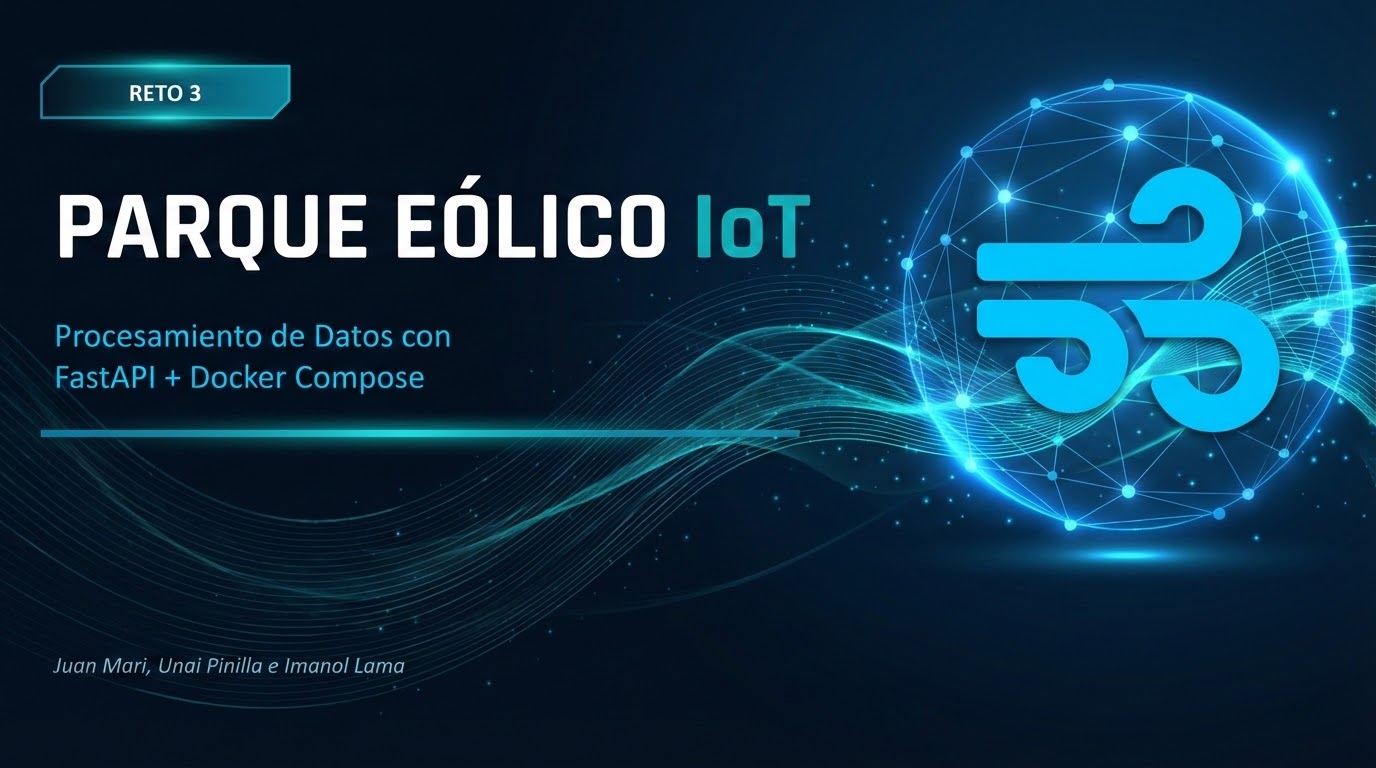 RETO 3
PARQUE EÓLICO IoT
Procesamiento de Datos con
FastAPI + Docker Compose
Juan Mari, Unai Pinilla e Imanol Lama